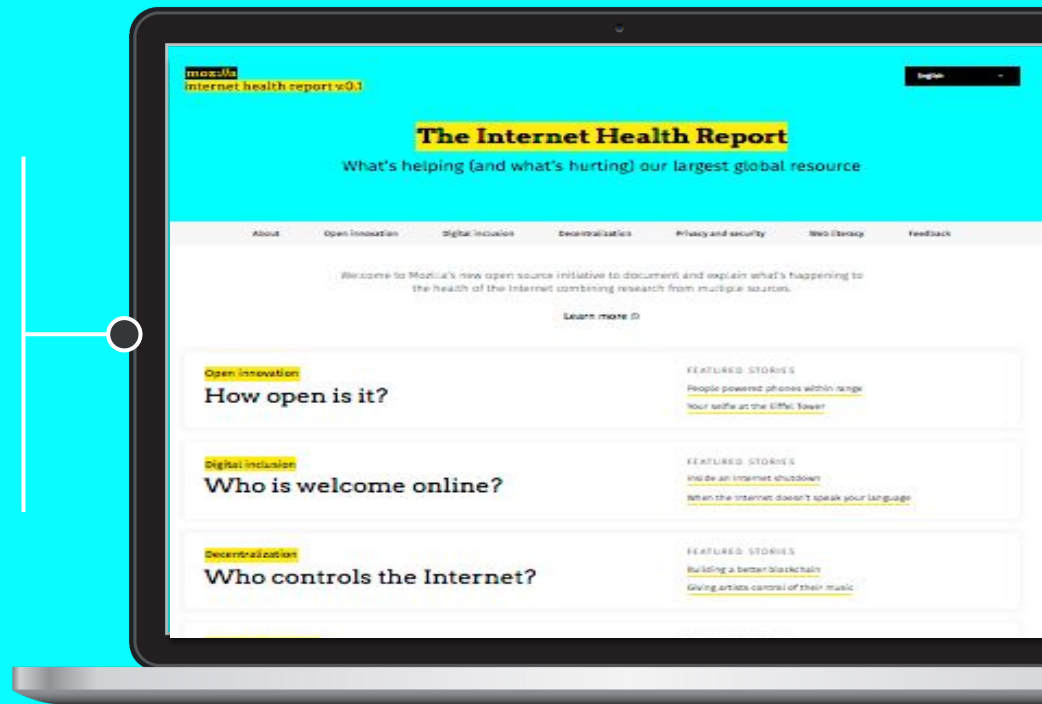 moz://a
internet health report v.0.1
English
The Internet Health Report
What's helping (and what's hurting) our largest global resource
About Open innovation Digital inclusion Decentralization Privacy and security Web literacy Feedback
Welcome to Mozilla's new open source initiative to document and explain what's happening to
the health of the Internet combining research from multiple sources.
Learn more
Open innovation
How open is it?
FEATURED STORIES
People powered phones within range
Your selfie at the Eiffel Tower
Digital inclusion
Who is welcome online?
FEATURED STORIES
Inside an Internet shutdown
When the Internet doesn't speak your language
Decentralization
Who controls the Internet?
FEATURED STORIES
Building a better blockchain
Giving artists control of their music